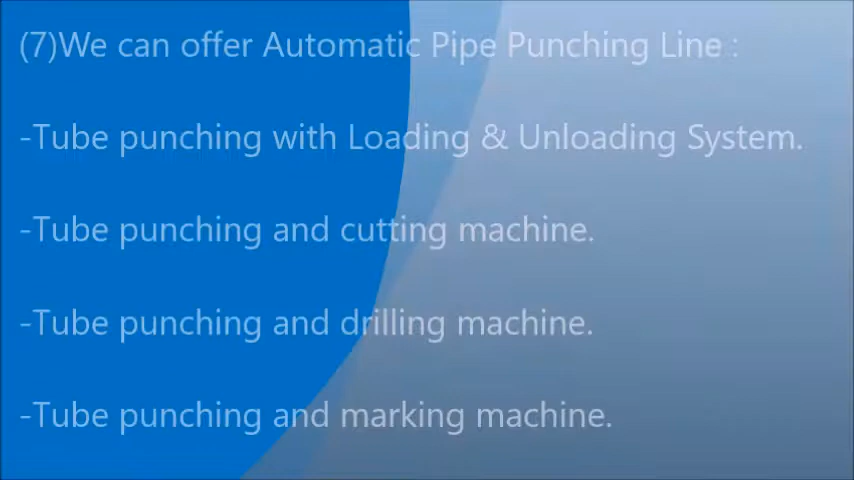 (7)We can offer Automatic Pipe Punching Line :
-Tube punching with Loading & Unloading System.
-Tube punching and cutting machine.
-Tube punching and drilling machine.
-Tube punching and marking machine.